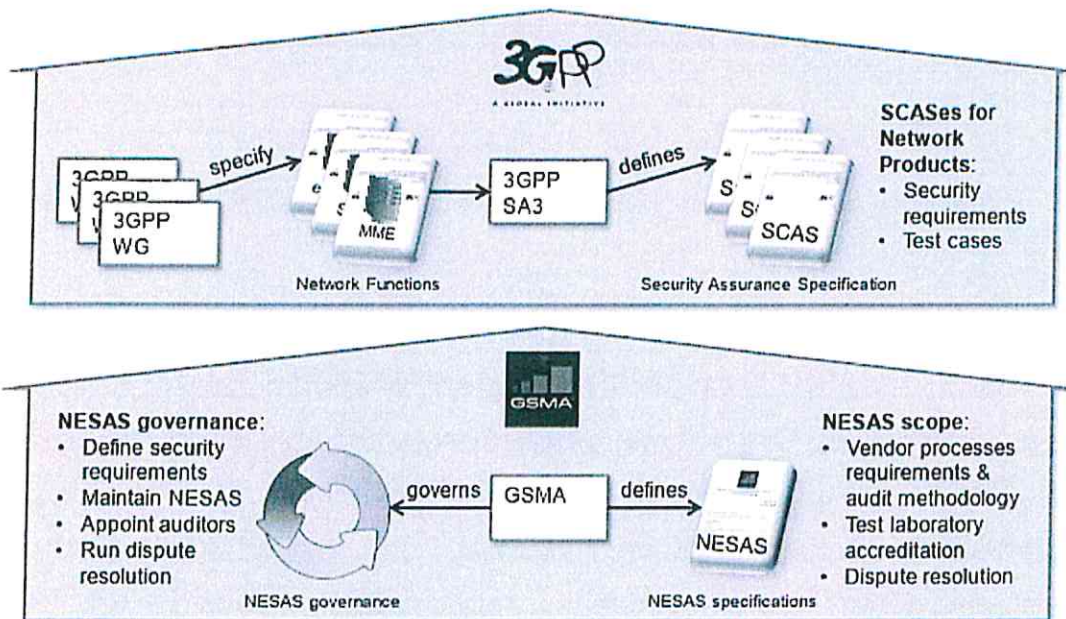 3GPP
A GLOBAL INITIATIVE
3GPP
3GPP
3GPP
WG
specify
MME
Network Functions
3GPP
SA3
defines
SCAS
Security Assurance Specification
SCASes for
Network
Products:
• Security
requirements
• Test cases
GSMA
NESAS governance:
• Define security
requirements
• Maintain NESAS
• Appoint auditors
• Run dispute
resolution
NESAS governance
governs
GSMA
defines
NESAS
NESAS specifications
NESAS scope:
• Vendor processes
requirements &
audit methodology
• Test laboratory
accreditation
• Dispute resolution